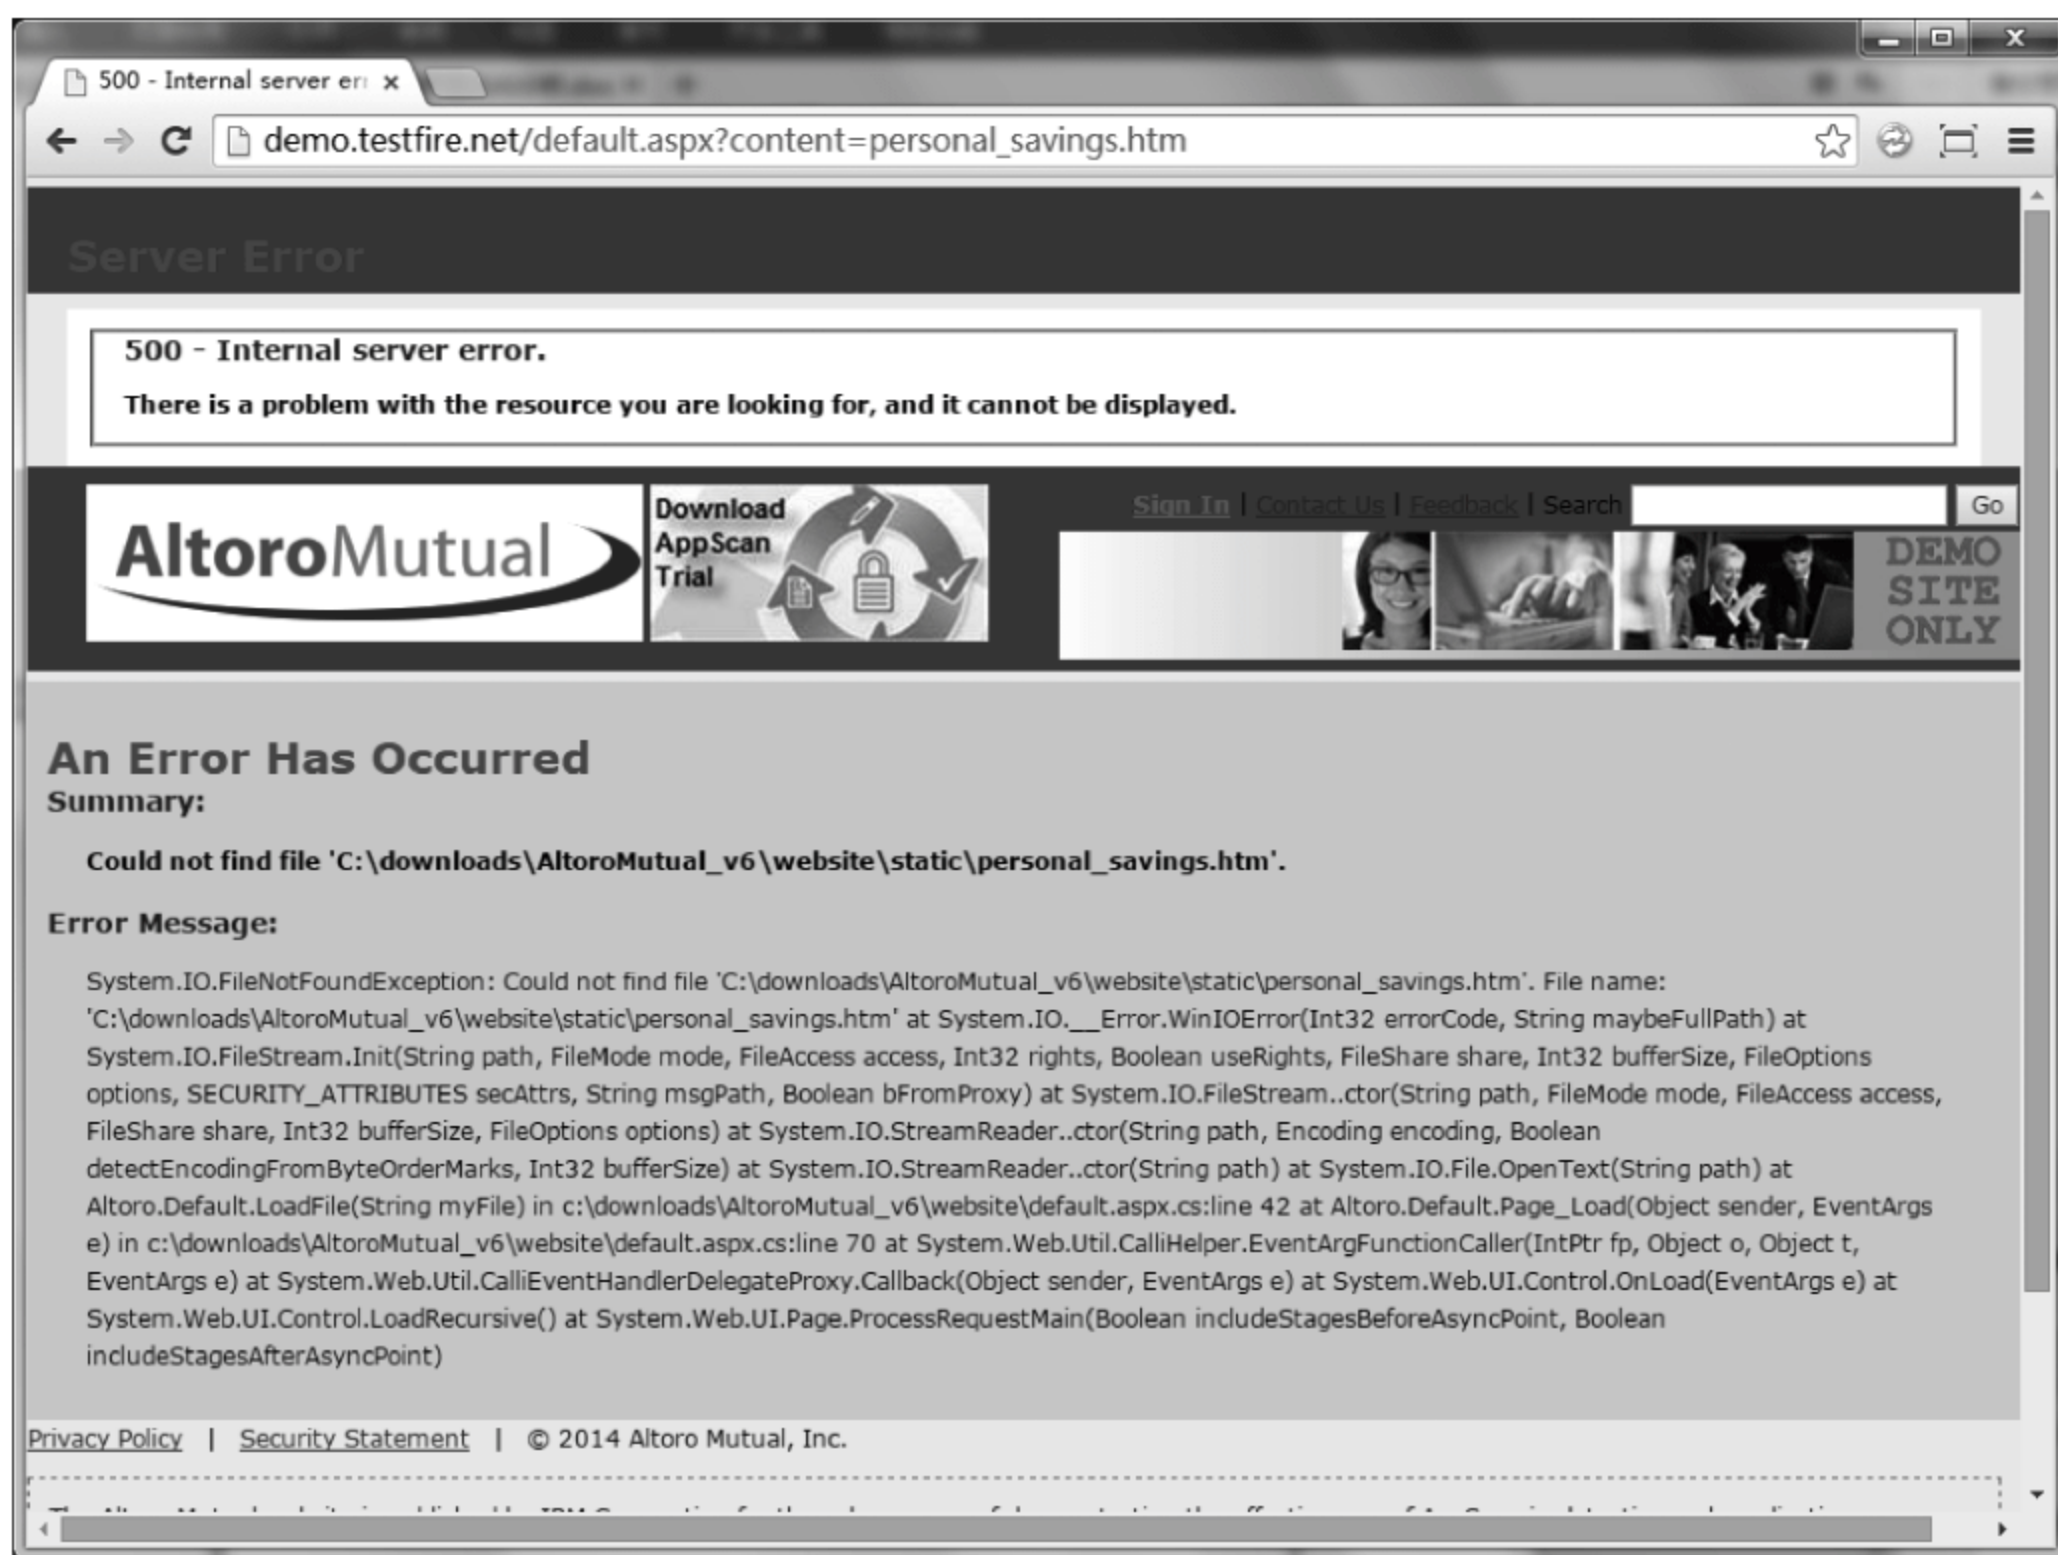 500 - Internal server err
demo.testfire.net/default.aspx?content=personal_savings.htm
Server Error
500 - Internal server error.
There is a problem with the resource you are looking for, and it cannot be displayed.
AltoroMutual
Download
AppScan
Trial
Sign In | Contact Us | Feedback | Search
Go
DEMO
SITE
ONLY
An Error Has Occurred
Summary:
Could not find file 'C:\downloads\AltoroMutual_v6\website\static\personal_savings.htm'.
Error Message:
System.IO.FileNotFoundException: Could not find file 'C:\downloads\AltoroMutual_v6\website\static\personal_savings.htm'. File name:
'C:\downloads\AltoroMutual_v6\website\static\personal_savings.htm' at System.IO.__Error.WinIOError(Int32 errorCode, String maybeFullPath) at
System.IO.FileStream.Init(String path, FileMode mode, FileAccess access, Int32 rights, Boolean useRights, FileShare share, Int32 bufferSize, FileOptions
options, SECURITY_ATTRIBUTES secAttrs, String msgPath, Boolean bFromProxy) at System.IO.FileStream..ctor(String path, FileMode mode, FileAccess access,
FileShare share, Int32 bufferSize, FileOptions options) at System.IO.StreamReader..ctor(String path, Encoding encoding, Boolean
detectEncodingFromByteOrderMarks, Int32 bufferSize) at System.IO.StreamReader..ctor(String path) at System.IO.File.OpenText(String path) at
Altoro.Default.LoadFile(String myFile) in c:\downloads\AltoroMutual_v6\website\default.aspx.cs:line 42 at Altoro.Default.Page_Load(Object sender, EventArgs
e) in c:\downloads\AltoroMutual_v6\website\default.aspx.cs:line 70 at System.Web.Util.CalliHelper.EventArgFunctionCaller(IntPtr fp, Object o, Object t,
EventArgs e) at System.Web.Util.CalliEventHandlerDelegateProxy.Callback(Object sender, EventArgs e) at System.Web.UI.Control.OnLoad(EventArgs e) at
System.Web.UI.Control.LoadRecursive() at System.Web.UI.Page.ProcessRequestMain(Boolean includeStagesBeforeAsyncPoint, Boolean
includeStagesAfterAsyncPoint)
Privacy Policy | Security Statement | © 2014 Altoro Mutual, Inc.